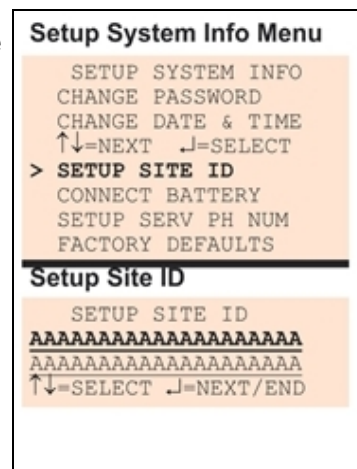 Setup System Info Menu
SETUP SYSTEM INFO
CHANGE PASSWORD
CHANGE DATE & TIME
↑↓=NEXT ↵=SELECT
> SETUP SITE ID
CONNECT BATTERY
SETUP SERV PH NUM
FACTORY DEFAULTS
Setup Site ID
SETUP SITE ID
AAAAAAAAAAAAAAAAAAAA
AAAAAAAAAAAAAAAAAAAA
↑↓=SELECT ↵=NEXT/END